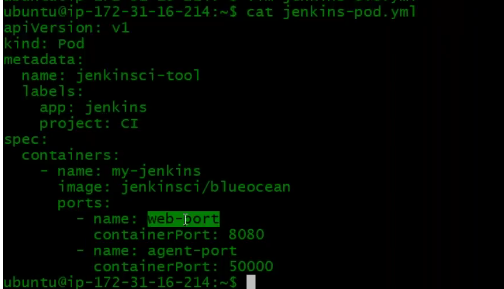 ubuntu@ip-172-31-16-214:~$ cat jenkins-pod.yml
apiVersion: v1
kind: Pod
metadata:
  name: jenkinsci-tool
  labels:
    app: jenkins
    project: CI
spec:
  containers:
    - name: my-jenkins
      image: jenkinsci/blueocean
      ports:
        - name: web-port
          containerPort: 8080
        - name: agent-port
          containerPort: 50000
ubuntu@ip-172-31-16-214:~$